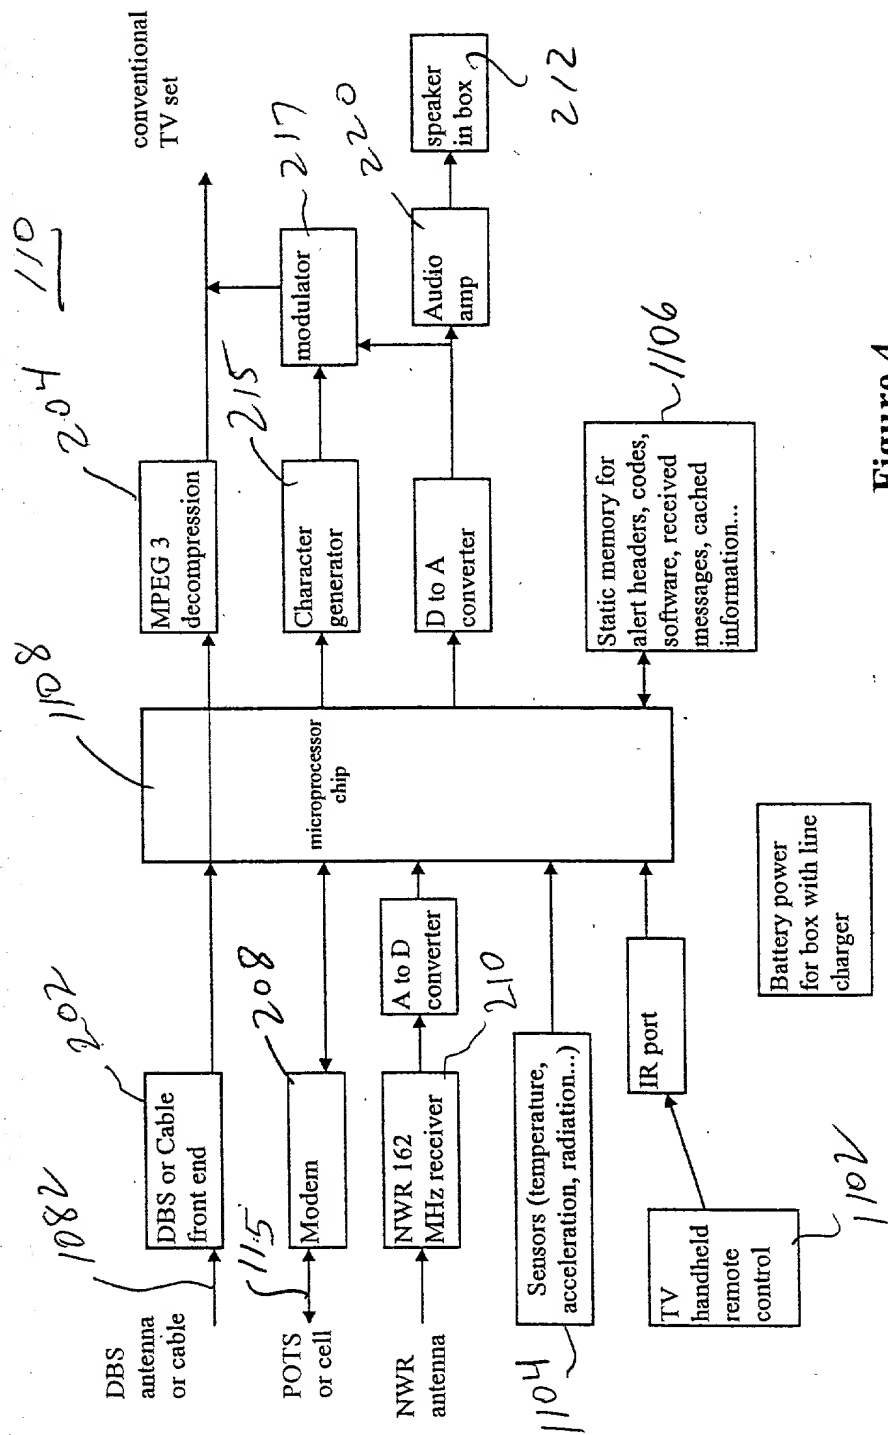 110
1082
202
1108
204
conventional
TV set
DBS
antenna
or cable
DBS or Cable
front end
MPEG 3
decompression
115
208
215
217
POTS
or cell
Modem
microprocessor
chip
Character
generator
modulator
220
NWR
antenna
NWR 162
MHz receiver
A to D
converter
D to A
converter
Audio
amp
speaker
in box
210
212
1104
Sensors (temperature,
acceleration, radiation...)
Static memory for
alert headers, codes,
software, received
messages, cached
information...
1106
IR port
TV
handheld
remote
control
1102
Battery power
for box with line
charger
Figure 4